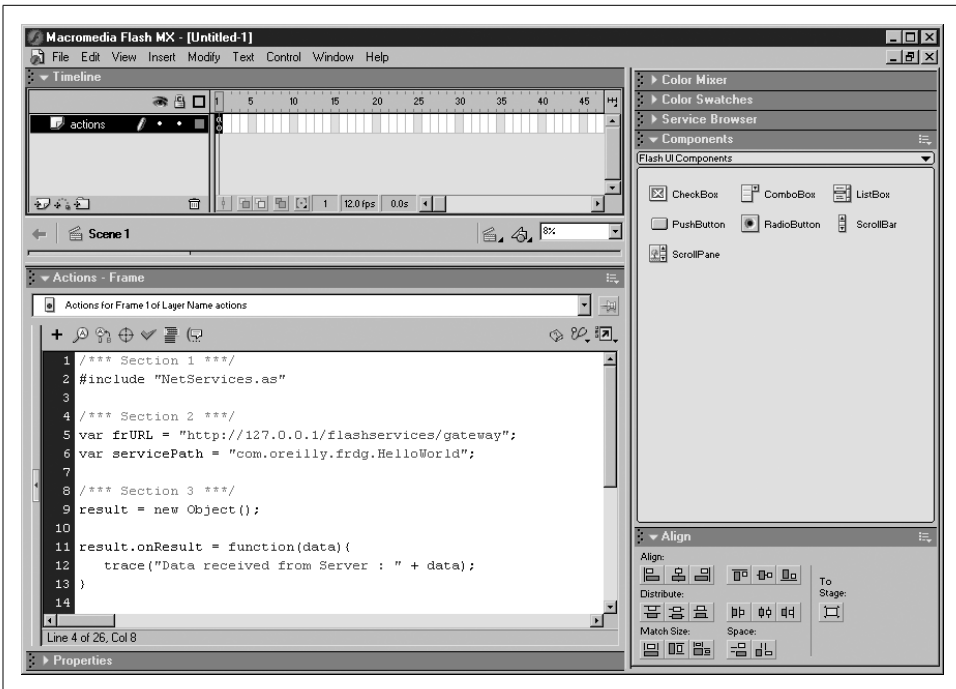 Macromedia Flash MX - [Untitled-1]
File Edit View Insert Modify Text Control Window Help
Timeline
1 5 10 15 20 25 30 35 40 45
actions
1 12.0 fps 0.0s
Scene 1
8%
Actions - Frame
Actions for Frame 1 of Layer Name actions
1 /*** Section 1 ***/
2 #include "NetServices.as"
3
4 /*** Section 2 ***/
5 var frURL = "http://127.0.0.1/flashservices/gateway";
6 var servicePath = "com.oreilly.frdg.HelloWorld";
7
8 /*** Section 3 ***/
9 result = new Object();
10
11 result.onResult = function(data){
12 trace("Data received from Server : " + data);
13 }
14
Line 4 of 26, Col 8
Properties
Color Mixer
Color Swatches
Service Browser
Components
Flash UI Components
CheckBox ComboBox ListBox
PushButton RadioButton ScrollBar
ScrollPane
Align
Align:
To
Stage:
Distribute:
Match Size: Space: